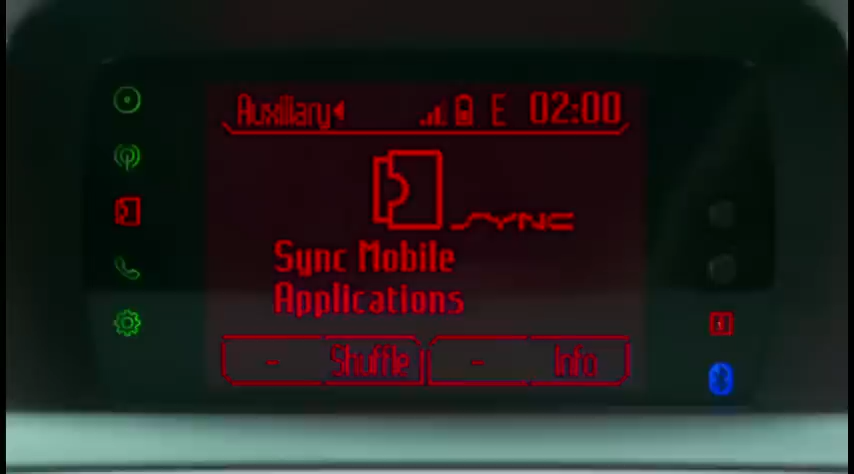 Auxiliary E 02:00
SYNC
Sync Mobile
Applications
- Shuffle - Info